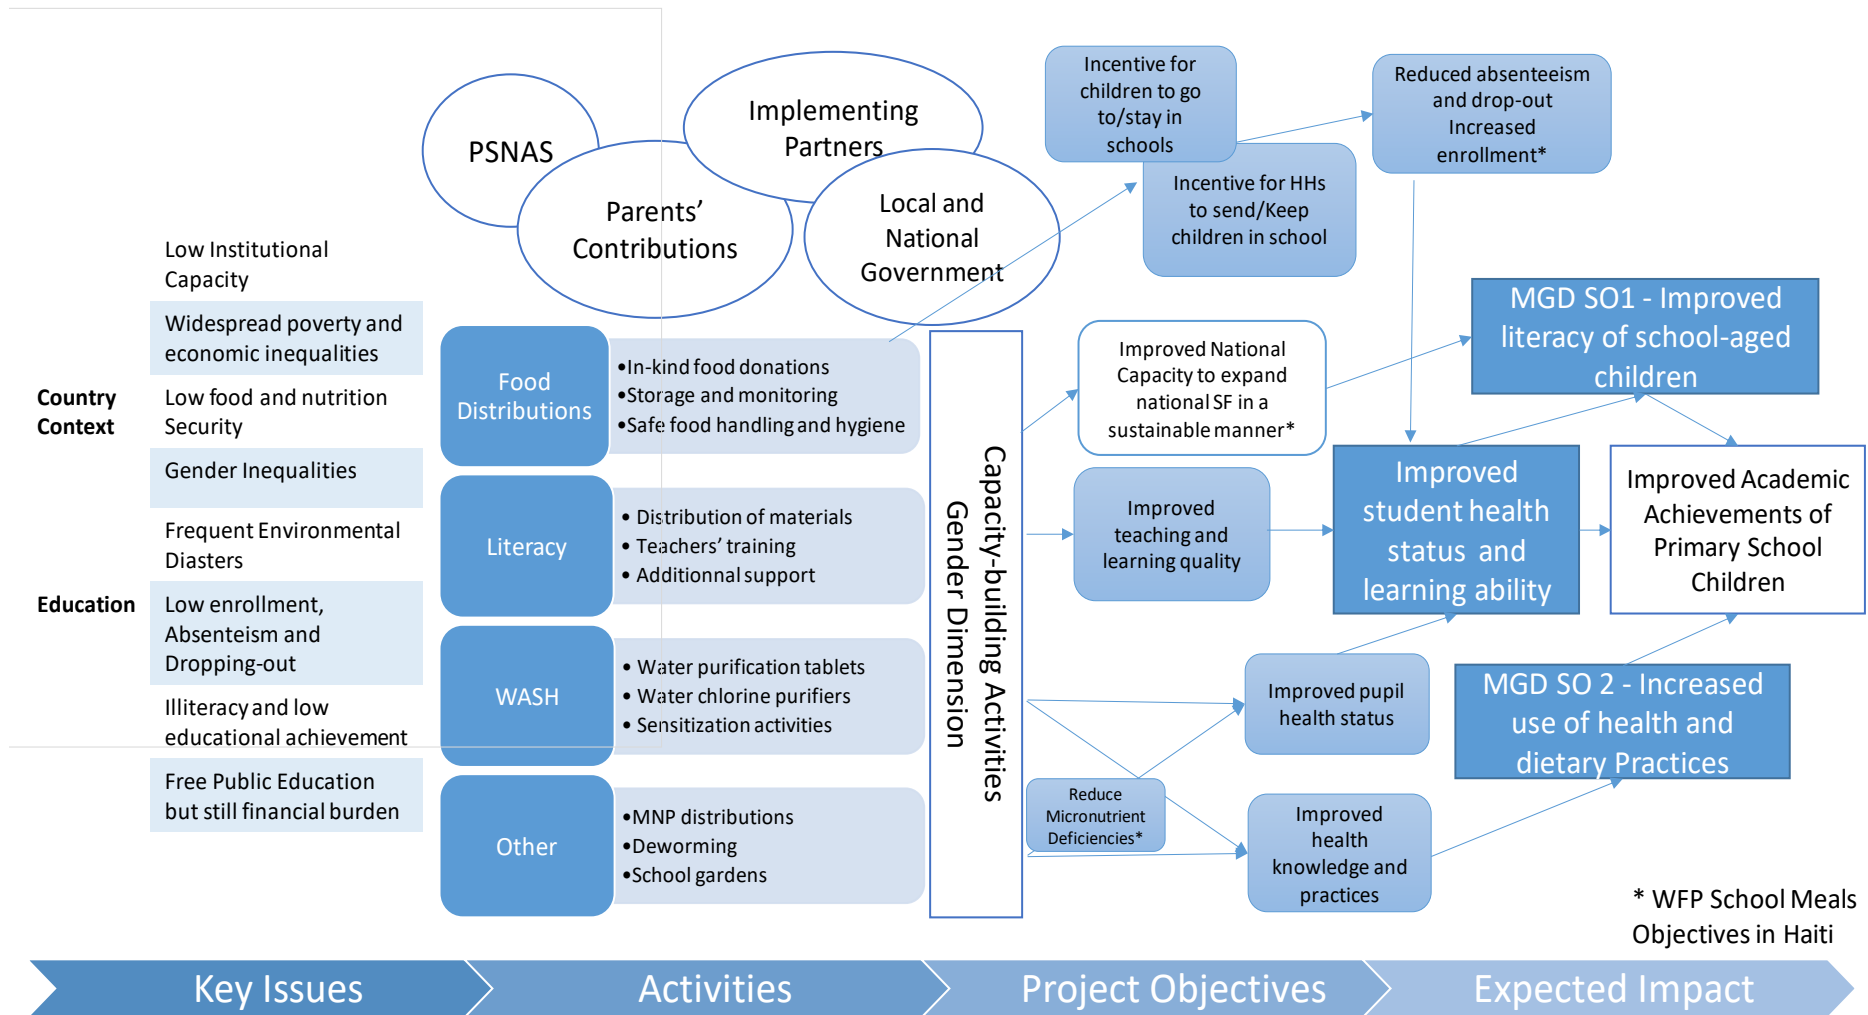 PSNAS
Parents’
Contributions
Implementing
Partners
Local and
National
Government
Country
Context
Low Institutional
Capacity
Widespread poverty and
economic inequalities
Low food and nutrition
Security
Gender Inequalities
Frequent Environmental
Diasters
Education
Low enrollment,
Absenteism and
Dropping-out
Illiteracy and low
educational achievement
Free Public Education
but still financial burden
Food
Distributions
•In-kind food donations
•Storage and monitoring
•Safe food handling and hygiene
Literacy
• Distribution of materials
• Teachers’ training
• Additionnal support
WASH
• Water purification tablets
• Water chlorine purifiers
• Sensitization activities
Other
•MNP distributions
•Deworming
•School gardens
Capacity-building Activities
Gender Dimension
Incentive for
children to go
to/stay in
schools
Incentive for HHs
to send/Keep
children in school
Improved National
Capacity to expand
national SF in a
sustainable manner*
Improved
teaching and
learning quality
Improved pupil
health status
Reduce
Micronutrient
Deficiencies*
Improved
health
knowledge and
practices
Reduced absenteeism
and drop-out
Increased
enrollment*
MGD SO1 - Improved
literacy of school-aged
children
Improved
student health
status and
learning ability
Improved Academic
Achievements of
Primary School
Children
MGD SO 2 - Increased
use of health and
dietary Practices
* WFP School Meals
Objectives in Haiti
Key Issues
Activities
Project Objectives
Expected Impact